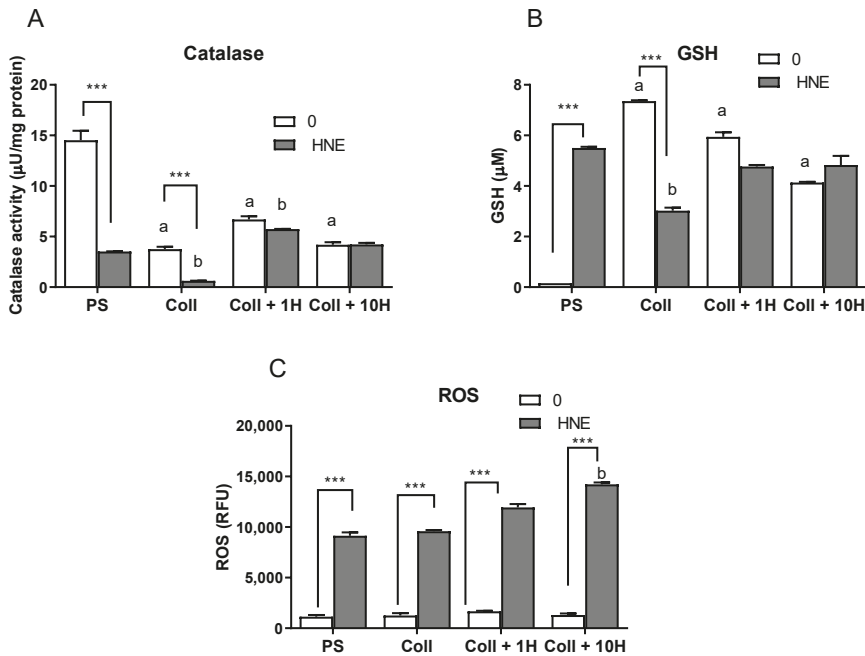 A
Catalase
Catalase activity (µU/mg protein)
20
15
10
5
0
***
***
a
b
a
b
a
0
HNE
PS
Coll
Coll + 1H
Coll + 10H
B
GSH
GSH (µM)
8
6
4
2
0
***
a
***
b
a
a
0
HNE
PS
Coll
Coll + 1H
Coll + 10H
C
ROS
ROS (RFU)
20,000
15,000
10,000
5,000
0
***
***
***
***
b
0
HNE
PS
Coll
Coll + 1H
Coll + 10H